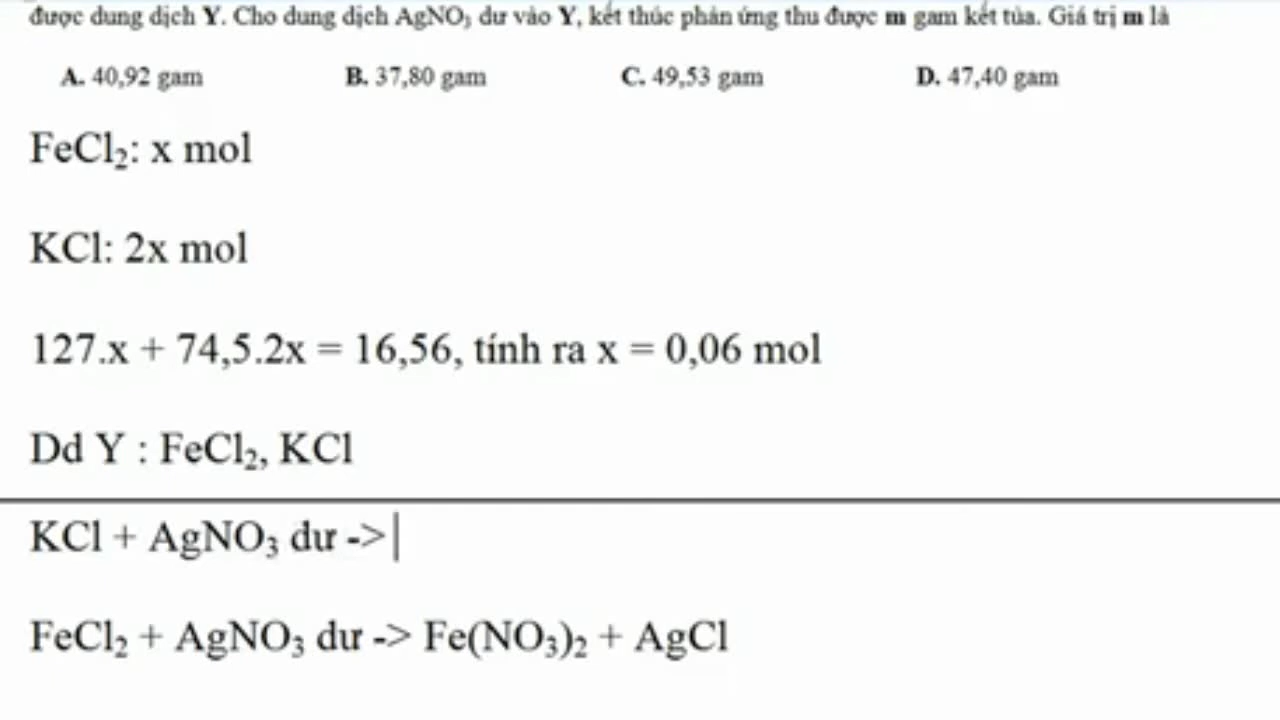 được dung dịch Y. Cho dung dịch AgNO₃ dư vào Y, kết thúc phản ứng thu được m gam kết tủa. Giá trị m là
A. 40,92 gam B. 37,80 gam C. 49,53 gam D. 47,40 gam
FeCl₂: x mol
KCl: 2x mol
127.x + 74,5.2x = 16,56, tính ra x = 0,06 mol
Dd Y : FeCl₂, KCl
KCl + AgNO₃ dư ->
FeCl₂ + AgNO₃ dư -> Fe(NO₃)₂ + AgCl